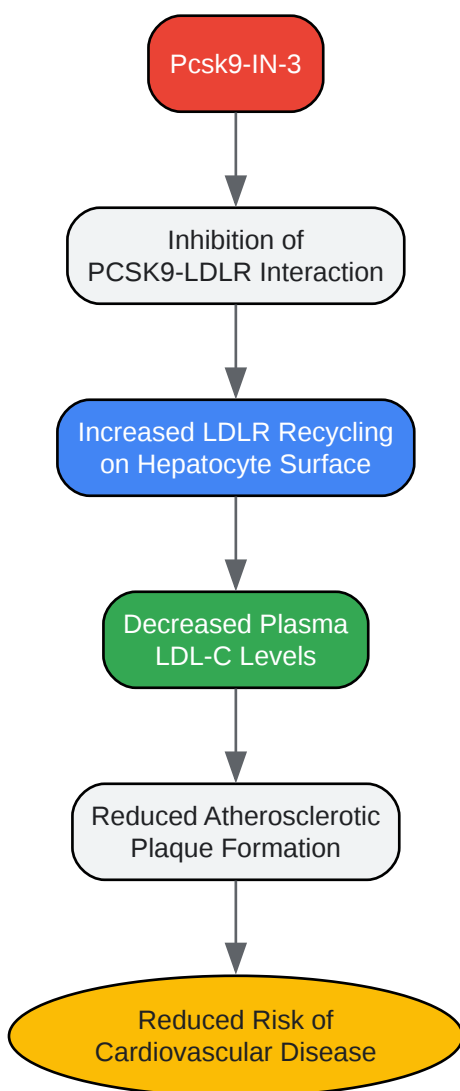 Pcsk9-IN-3
Inhibition of
PCSK9-LDLR Interaction
Increased LDLR Recycling
on Hepatocyte Surface
Decreased Plasma
LDL-C Levels
Reduced Atherosclerotic
Plaque Formation
Reduced Risk of
Cardiovascular Disease